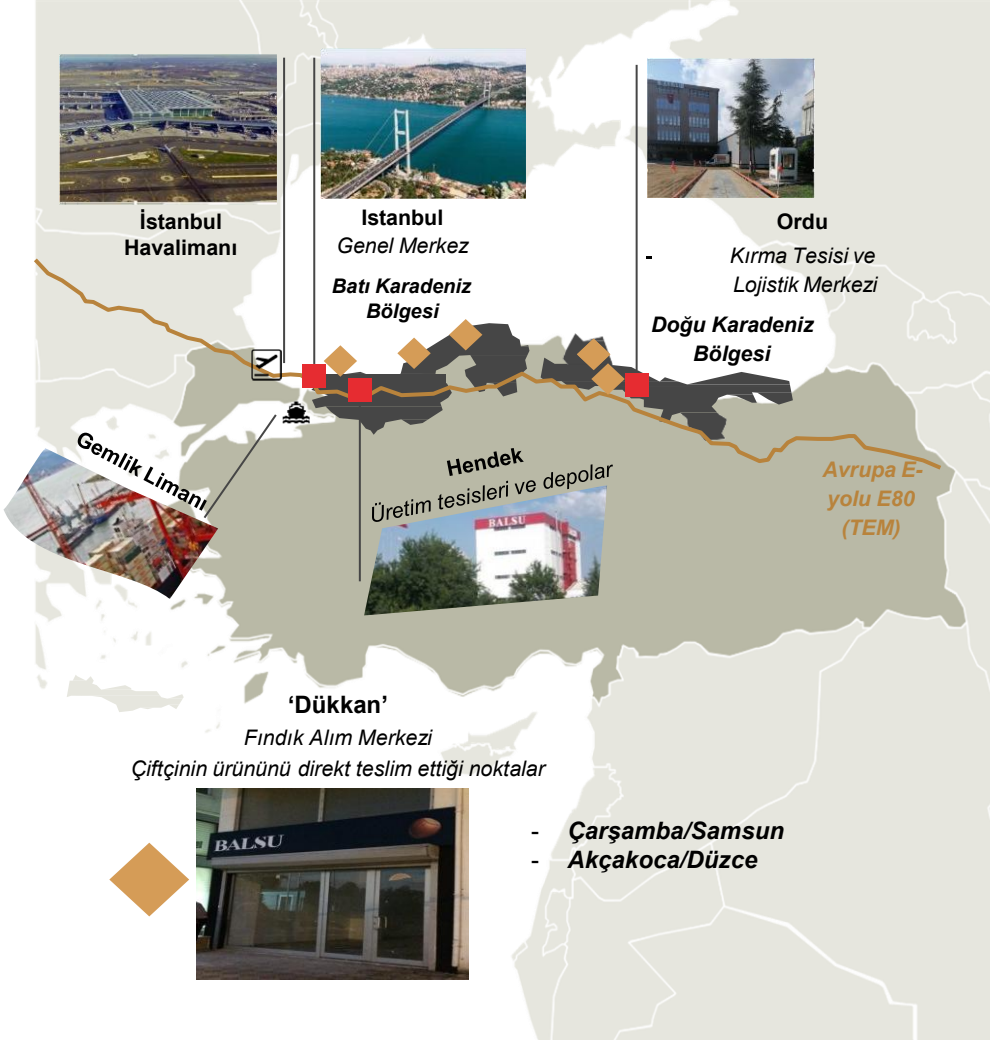 İstanbul
Havalimanı
Istanbul
Genel Merkez
Batı Karadeniz
Bölgesi
Ordu
- Kırma Tesisi ve
Lojistik Merkezi
Doğu Karadeniz
Bölgesi
Gemlik Limanı
Hendek
Üretim tesisleri ve depolar
BALSU
Avrupa E-
yolu E80
(TEM)
‘Dükkan’
Fındık Alım Merkezi
Çiftçinin ürününü direkt teslim ettiği noktalar
BALSU
- Çarşamba/Samsun
- Akçakoca/Düzce